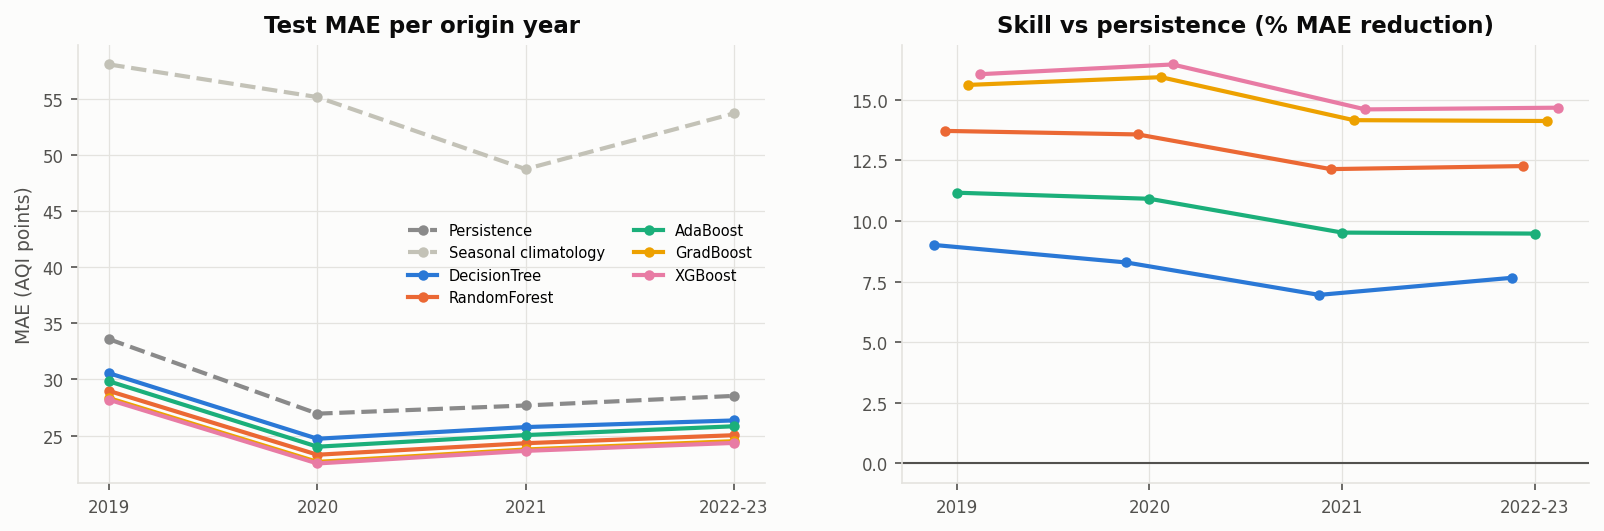 Test MAE per origin year
MAE (AQI points)
55
50
45
40
35
30
25
Persistence
Seasonal climatology
DecisionTree
RandomForest
AdaBoost
GradBoost
XGBoost
2019
2020
2021
2022-23
Skill vs persistence (% MAE reduction)
15.0
12.5
10.0
7.5
5.0
2.5
0.0
2019
2020
2021
2022-23